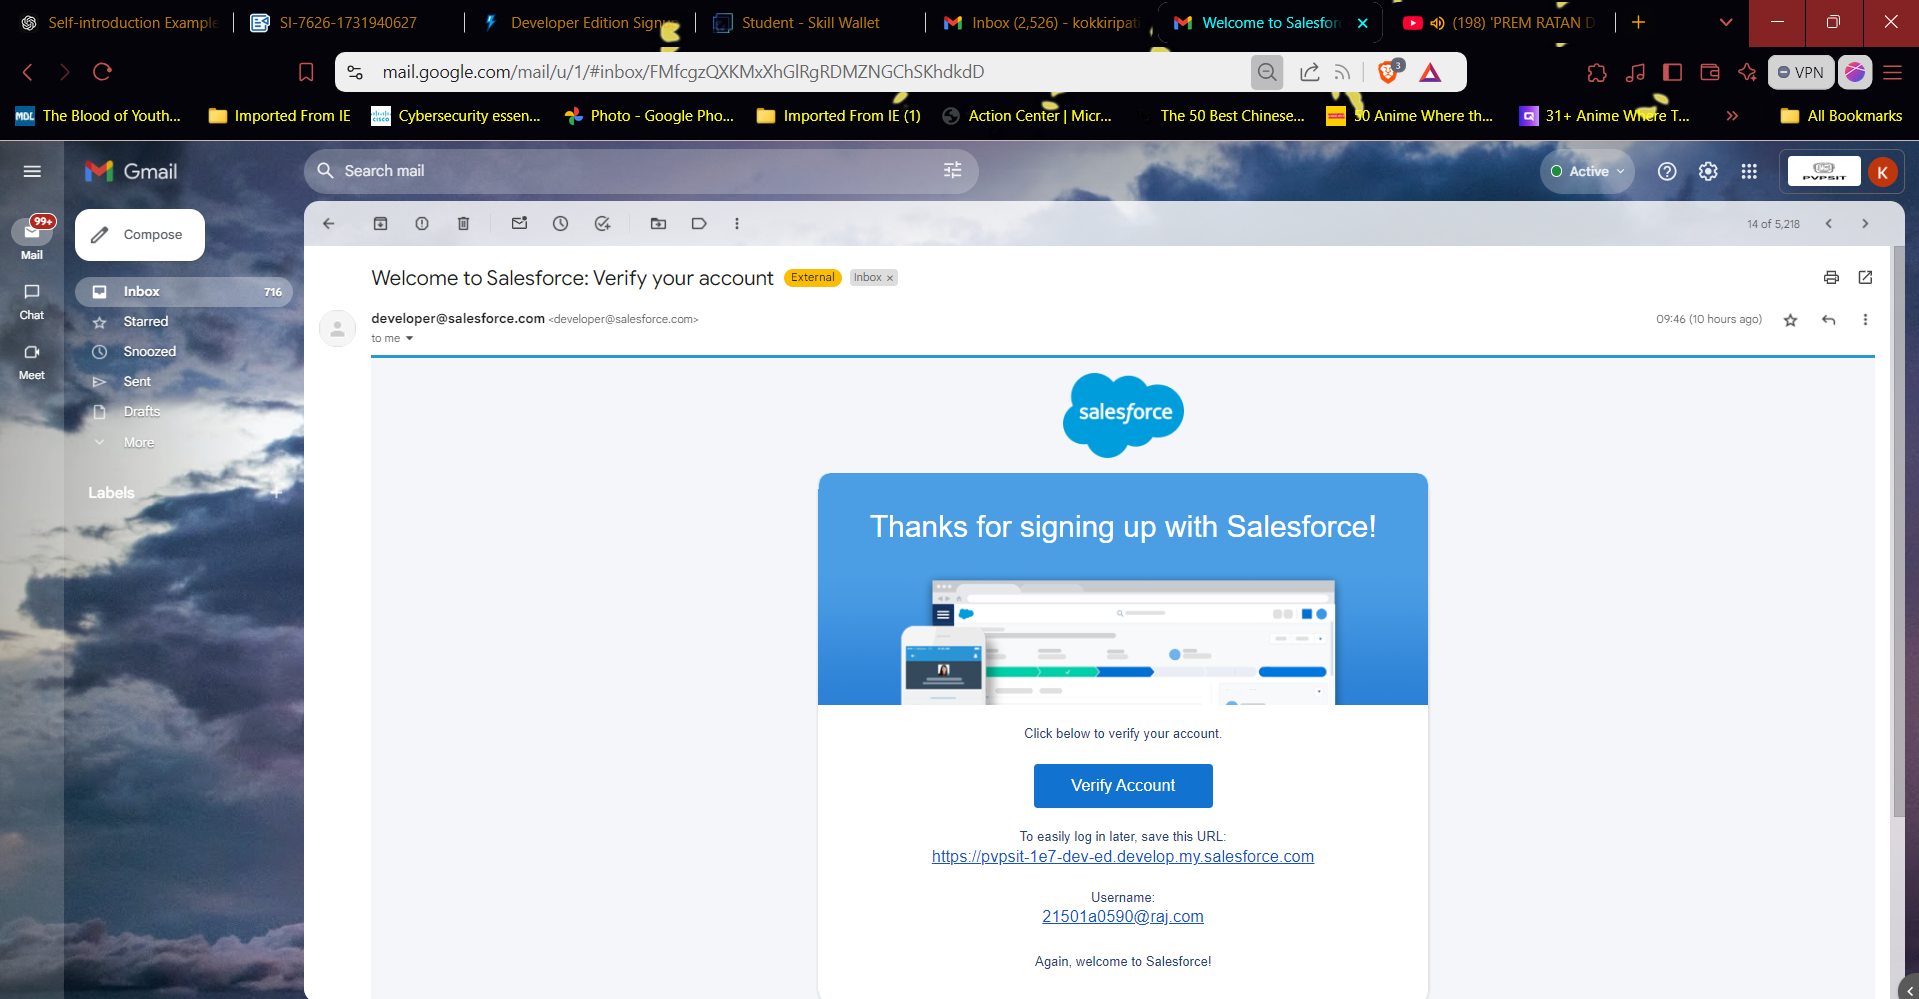 Self-introduction Example
SI-7626-1731940627
Developer Edition Signu
Student - Skill Wallet
Inbox (2,526) - kokkiripati
Welcome to Salesforc
(198) 'PREM RATAN D
mail.google.com/mail/u/1/#inbox/FMfcgzQXKMxXhGlRgRDMZNGChSKhdkdD
3
VPN
MDL
The Blood of Youth...
Imported From IE
CISCO
Cybersecurity essen...
Photo - Google Pho...
Imported From IE (1)
Action Center | Micr...
The 50 Best Chinese...
50 Anime Where th...
31+ Anime Where T...
All Bookmarks
Gmail
Search mail
Active
PVPSIT
K
99+
Mail
Chat
Meet
Compose
14 of 5,218
Inbox 716
Starred
Snoozed
Sent
Drafts
More
Labels
Welcome to Salesforce: Verify your account External Inbox x
developer@salesforce.com <developer@salesforce.com>
09:46 (10 hours ago)
to me
salesforce
Thanks for signing up with Salesforce!
Click below to verify your account.
Verify Account
To easily log in later, save this URL:
https://pvpsit-1e7-dev-ed.develop.my.salesforce.com
Username:
21501a0590@raj.com
Again, welcome to Salesforce!